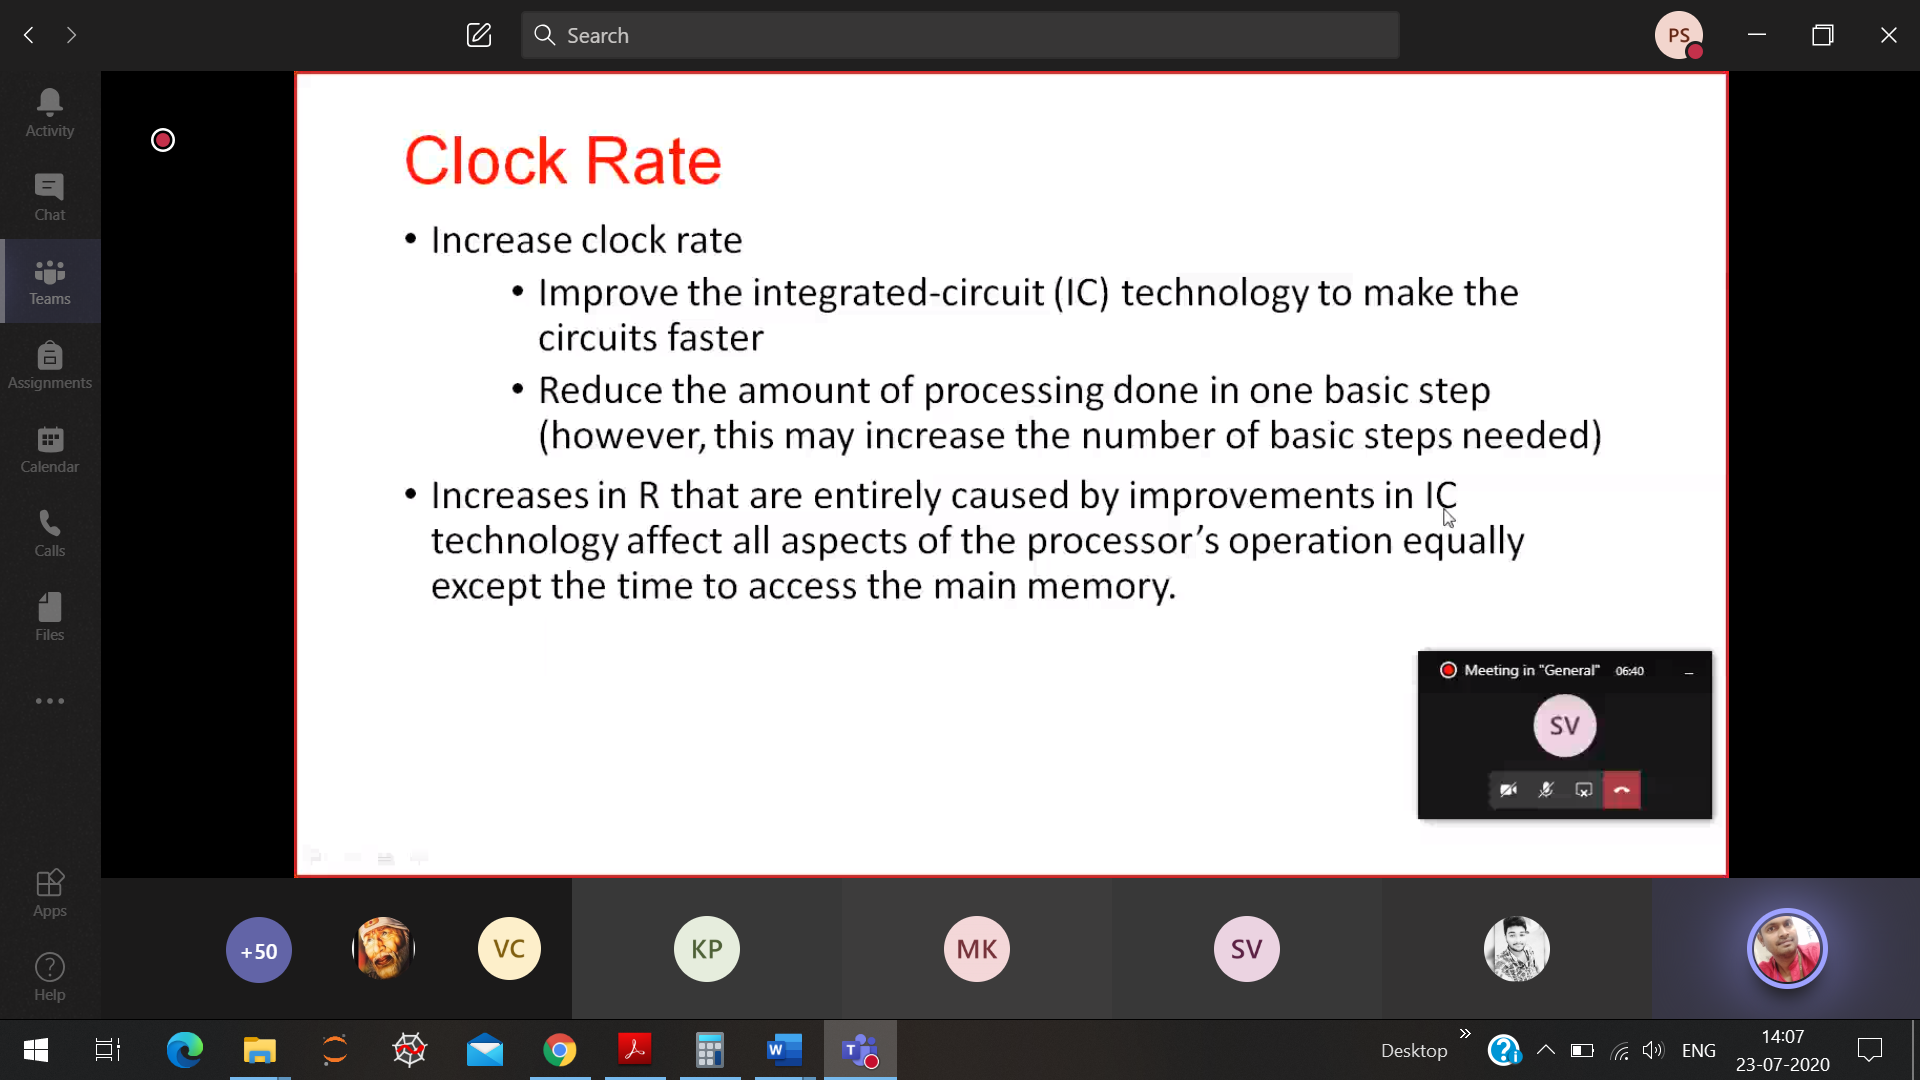 Search
PS
Activity
Chat
Teams
Assignments
Calendar
Calls
Files
Apps
Help
Clock Rate
• Increase clock rate
• Improve the integrated-circuit (IC) technology to make the
circuits faster
• Reduce the amount of processing done in one basic step
(however, this may increase the number of basic steps needed)
• Increases in R that are entirely caused by improvements in IC
technology affect all aspects of the processor’s operation equally
except the time to access the main memory.
Meeting in "General" 06:40
SV
+50
VC
KP
MK
SV
Desktop
ENG
14:07
23-07-2020